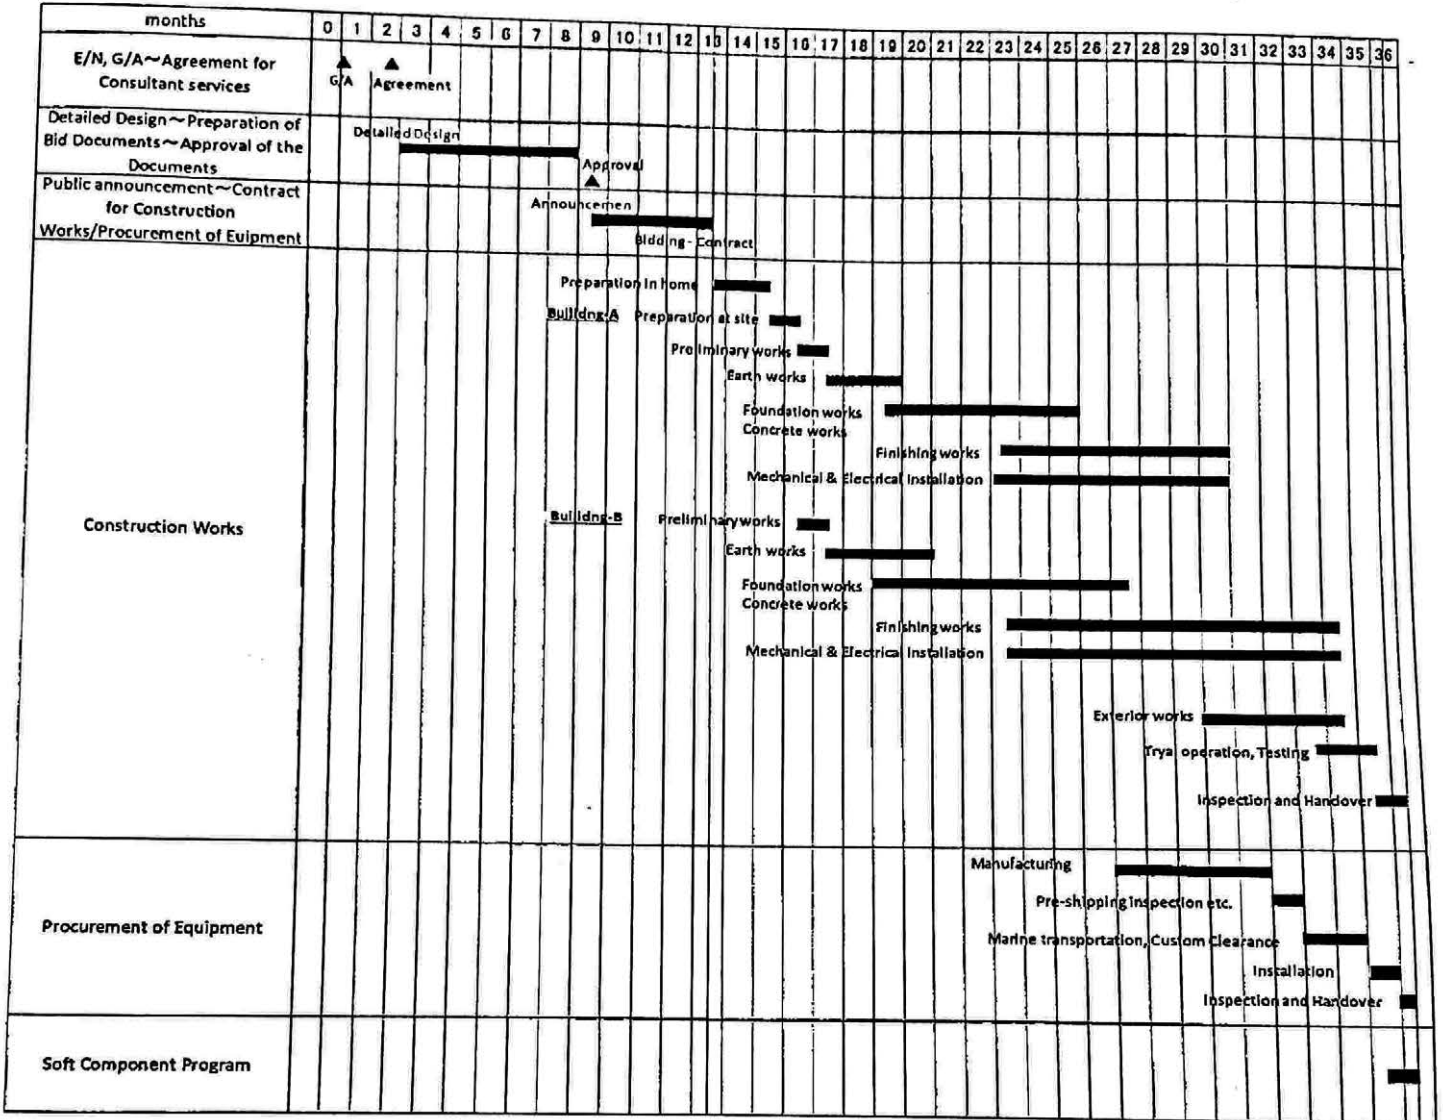 months 0 1 2 3 4 5 6 7 8 9 10 11 12 13 14 15 16 17 18 19 20 21 22 23 24 25 26 27 28 29 30 31 32 33 34 35 36
E/N, G/A～Agreement for
Consultant services
G/A Agreement
Detailed Design～Preparation of
Bid Documents～Approval of the
Documents
Detailed Design
Approval
Public announcement～Contract
for Construction
Works/Procurement of Euipment
Announcemen
Bidding - Contract
Construction Works
Preparation in home
Builidng-A Preparation at site
Preliminary works
Earth works
Foundation works
Concrete works
Finishing works
Mechanical & Electrical Installation
Builidng-B Preliminary works
Earth works
Foundation works
Concrete works
Finishing works
Mechanical & Electrical Installation
Exterior works
Tryal operation, Testing
Inspection and Handover
Procurement of Equipment
Manufacturing
Pre-shipping inspection etc.
Marine transportation, Custom Clearance
Installation
Inspection and Handover
Soft Component Program